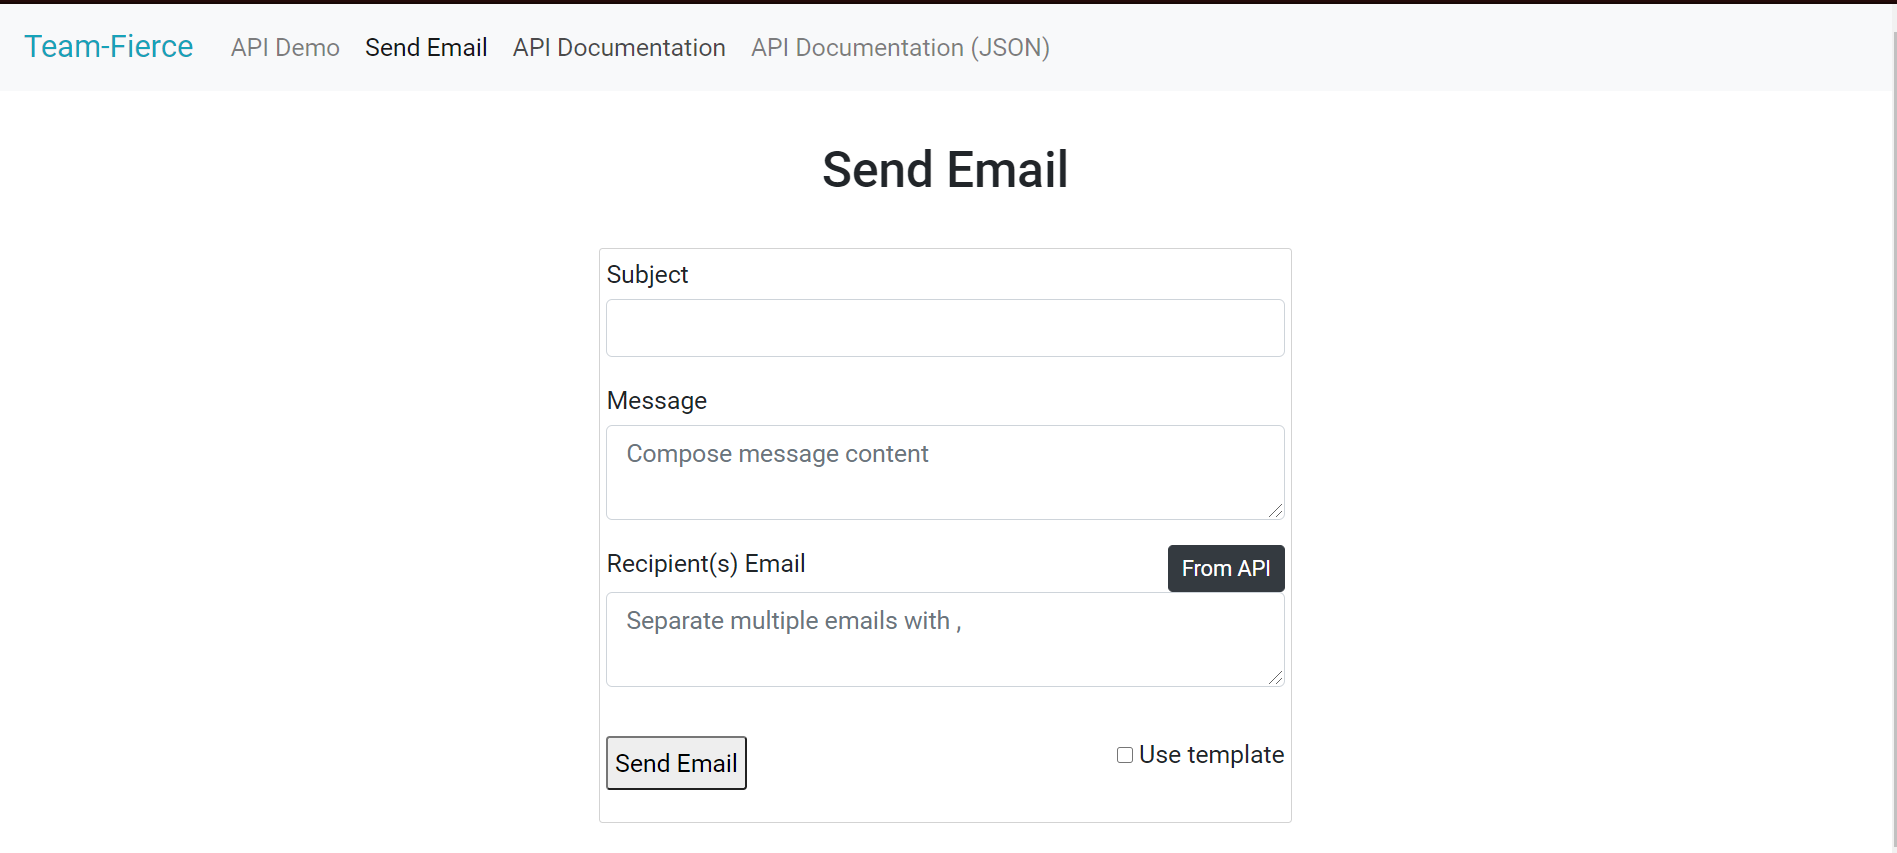 Team-Fierce API Demo Send Email API Documentation API Documentation (JSON)
Send Email
Subject
Message
Compose message content
Recipient(s) Email From API
Separate multiple emails with ,
Send Email Use template